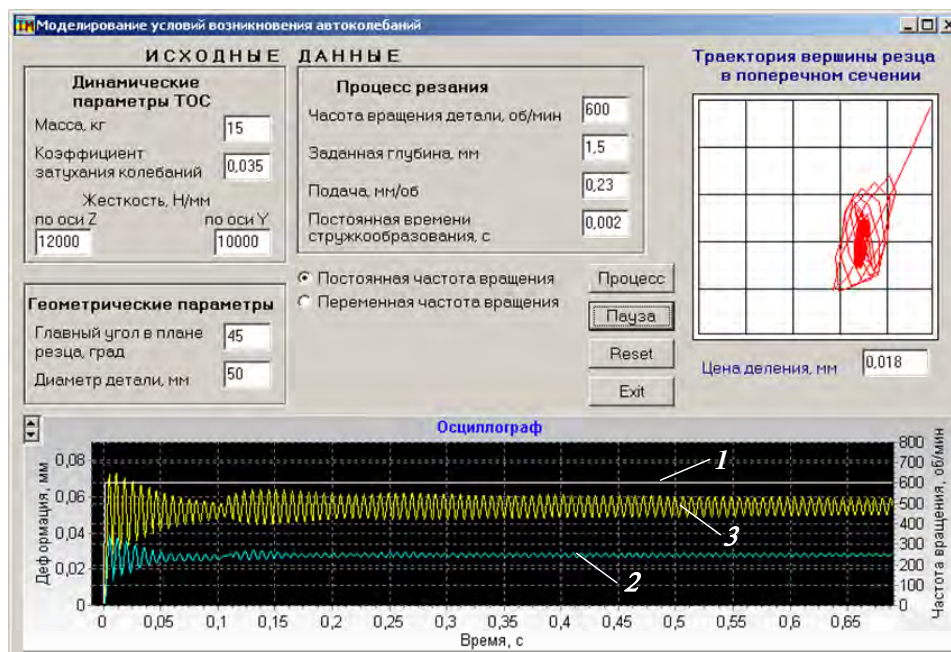 Моделирование условий возникновения автоколебаний
ИСХОДНЫЕ ДАННЫЕ
Динамические
параметры ТОС
Масса, кг
15
Коэффициент
затухания колебаний
0,035
Жесткость, Н/мм
по оси Z
по оси Y
12000
10000
Геометрические параметры
Главный угол в плане
резца, град
45
Диаметр детали, мм
50
Процесс резания
Частота вращения детали, об/мин
600
Заданная глубина, мм
1,5
Подача, мм/об
0,23
Постоянная времени
стружкообразования, с
0,002
Постоянная частота вращения
Переменная частота вращения
Процесс
Пауза
Reset
Exit
Траектория вершины резца
в поперечном сечении
Цена деления, мм
0,018
Осциллограф
Деформация, мм
0,08
0,06
0,04
0,02
0
1
3
2
800
700
600
500
400
300
200
100
0
Частота вращения, об/мин
0 0,05 0,1 0,15 0,2 0,25 0,3 0,35 0,4 0,45 0,5 0,55 0,6 0,65
Время, с